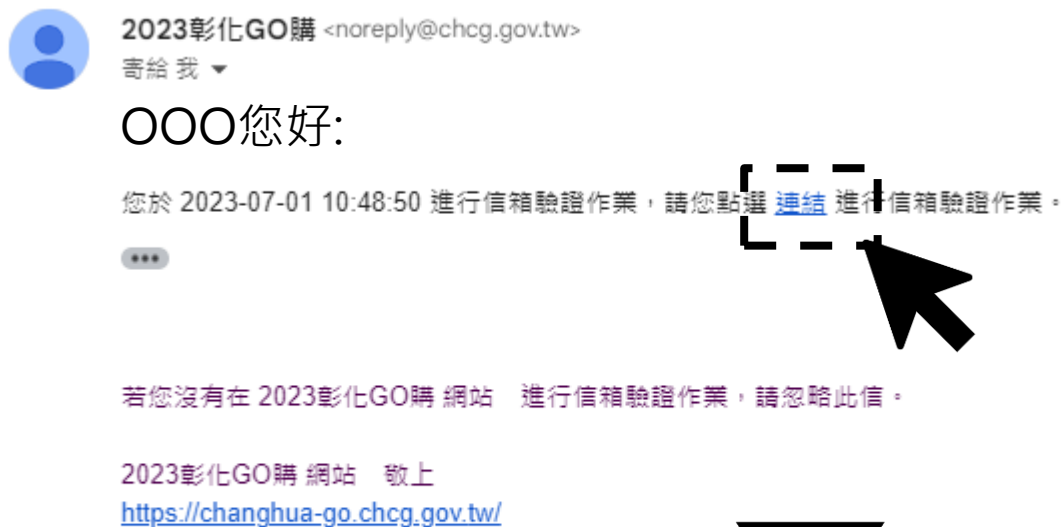 2023彰化GO購 <noreply@chcg.gov.tw>
寄給 我
OOO您好:
您於 2023-07-01 10:48:50 進行信箱驗證作業，請您點選 連結 進行信箱驗證作業。
若您沒有在 2023彰化GO購 網站 進行信箱驗證作業，請忽略此信。
2023彰化GO購 網站 敬上
https://changhua-go.chcg.gov.tw/